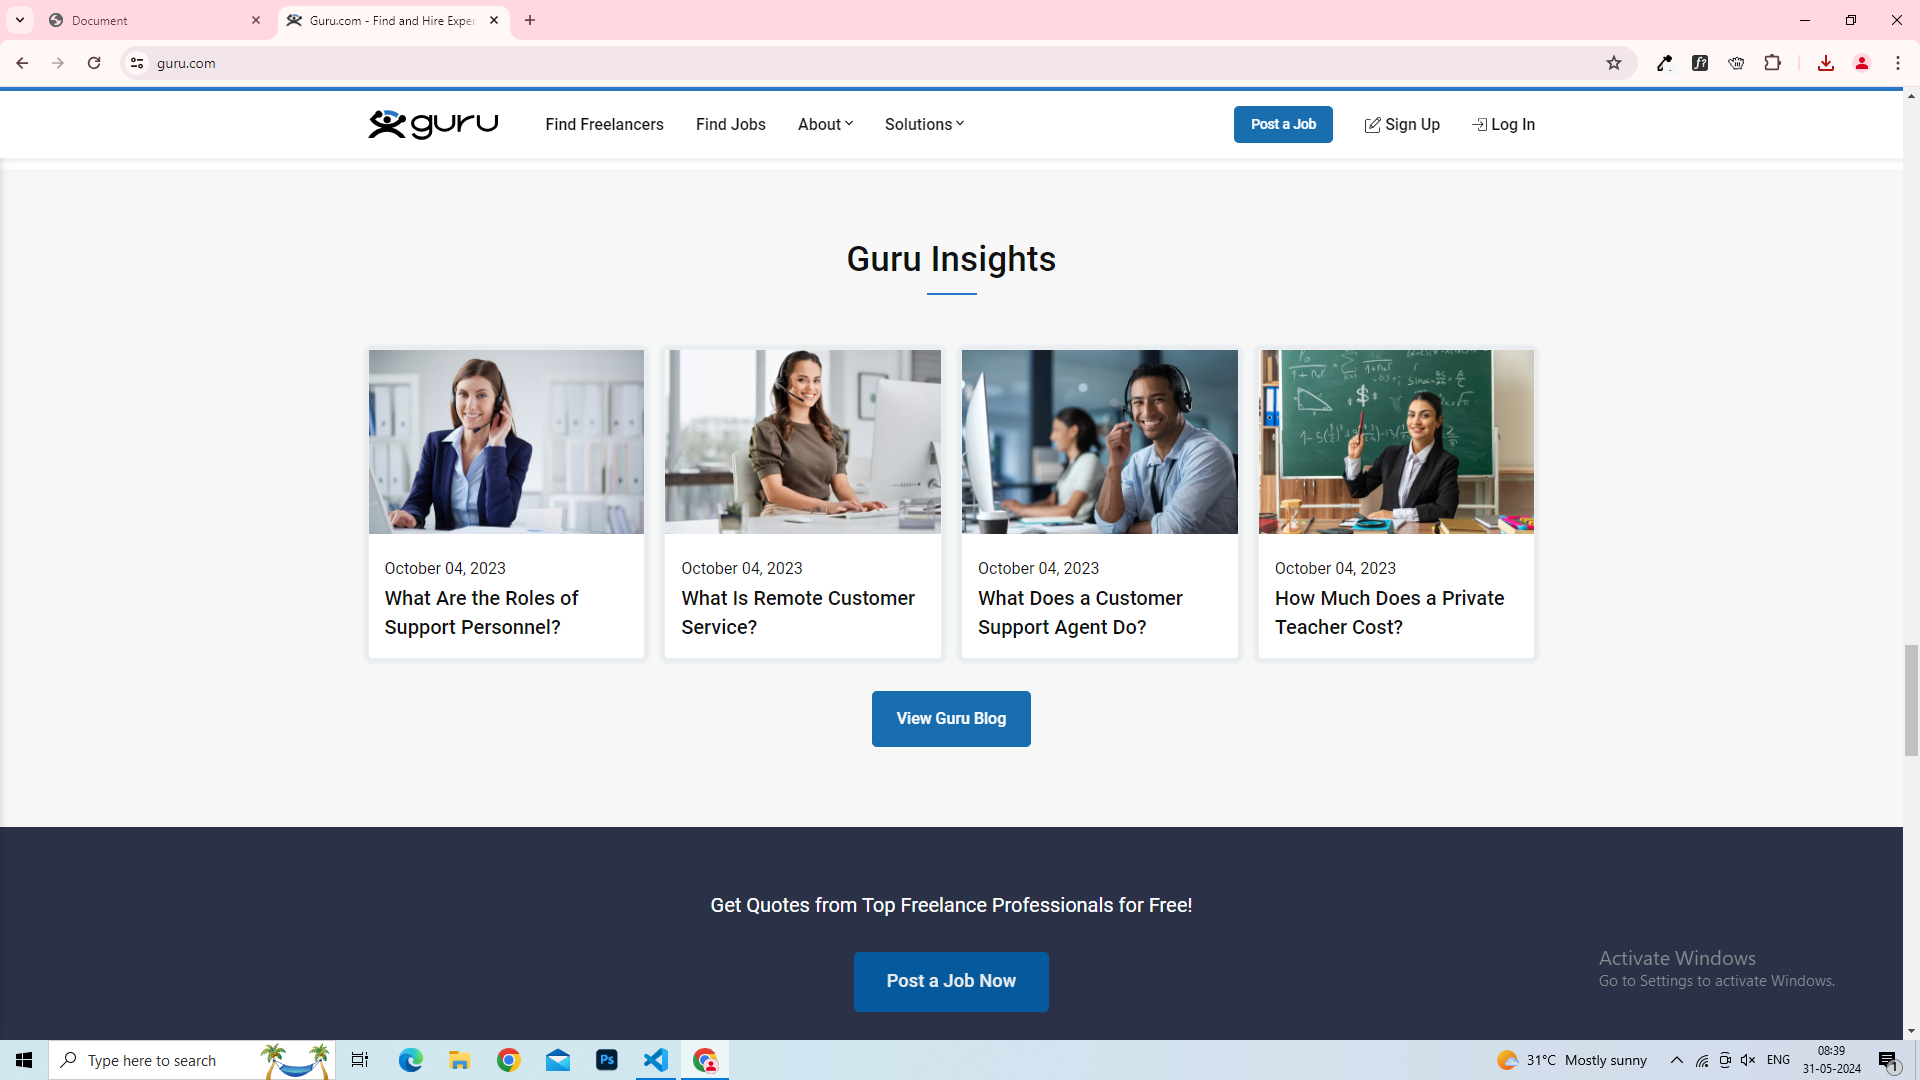 Document
Guru.com - Find and Hire Exper
guru.com
guru
Find Freelancers
Find Jobs
About
Solutions
Post a Job
Sign Up
Log In
Guru Insights
October 04, 2023
What Are the Roles of
Support Personnel?
October 04, 2023
What Is Remote Customer
Service?
October 04, 2023
What Does a Customer
Support Agent Do?
October 04, 2023
How Much Does a Private
Teacher Cost?
View Guru Blog
Get Quotes from Top Freelance Professionals for Free!
Post a Job Now
Activate Windows
Go to Settings to activate Windows.
Type here to search
Ps
31°C Mostly sunny
ENG
08:39
31-05-2024
1